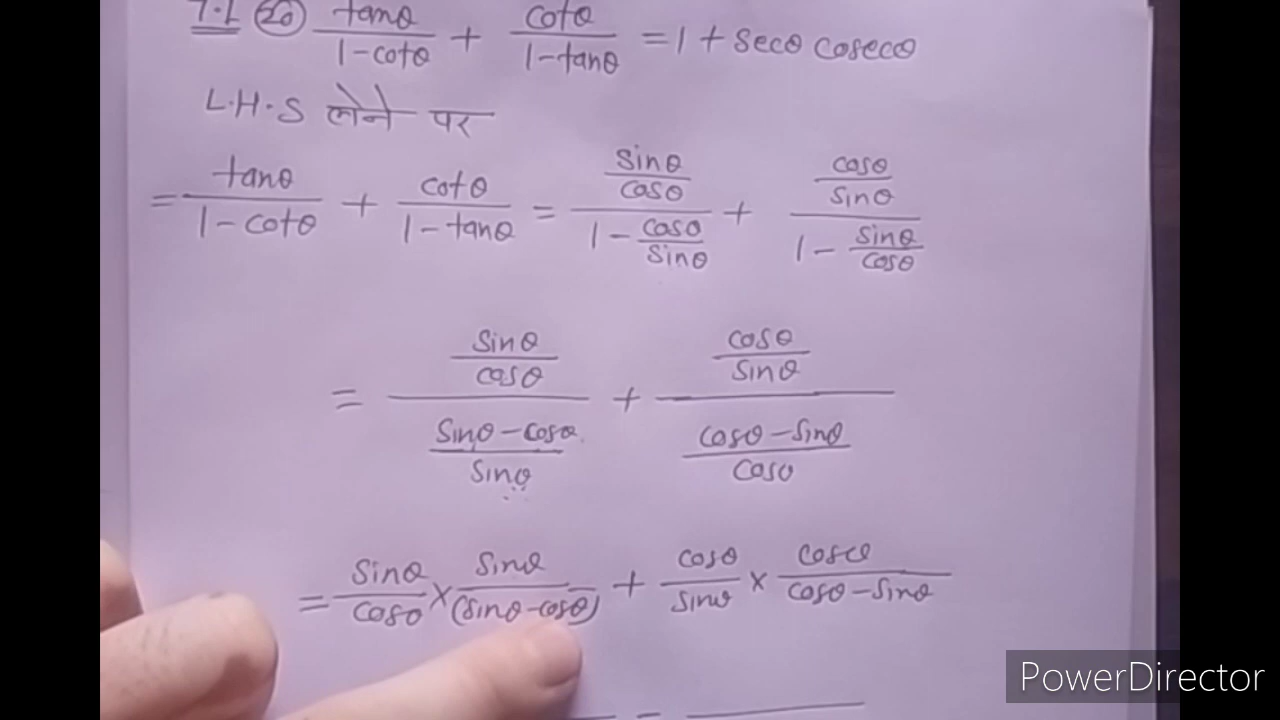 7.1 (20) tanθ/(1-cotθ) + cotθ/(1-tanθ) = 1 + secθ cosecθ
L.H.S लेने पर
= tanθ/(1-cotθ) + cotθ/(1-tanθ) = (sinθ/cosθ)/(1-cosθ/sinθ) + (cosθ/sinθ)/(1-sinθ/cosθ)
= (sinθ/cosθ)/((sinθ-cosθ)/sinθ) + (cosθ/sinθ)/((cosθ-sinθ)/cosθ)
= sinθ/cosθ × sinθ/(sinθ-cosθ) + cosθ/sinθ × cosθ/(cosθ-sinθ)
PowerDirector